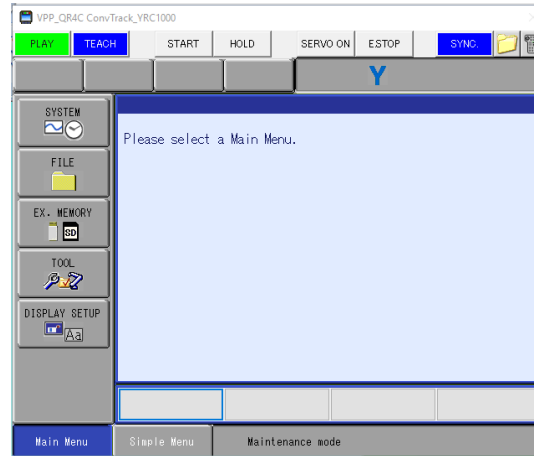 VPP_QR4C ConvTrack_YRC1000
PLAY TEACH START HOLD SERVO ON E.STOP SYNC.
Y
SYSTEM
FILE
EX. MEMORY
SD
TOOL
DISPLAY SETUP
Aa
Please select a Main Menu.
Main Menu Simple Menu Maintenance mode